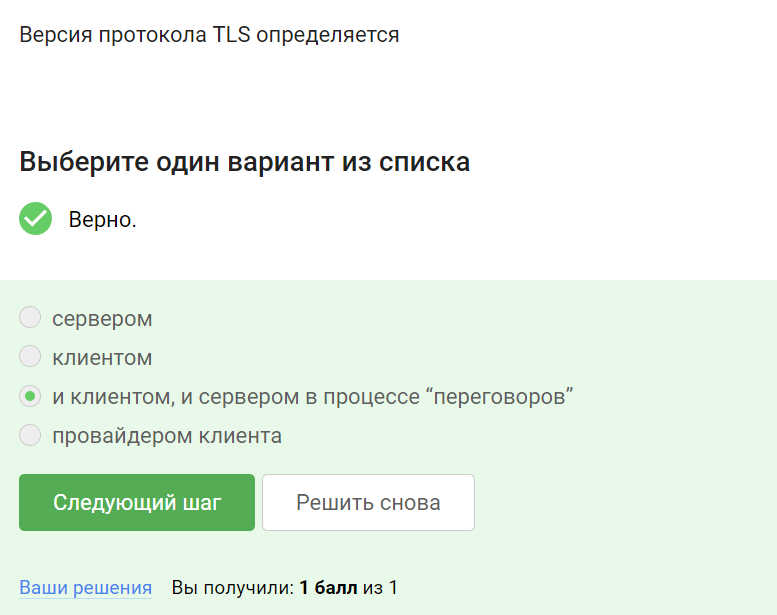 Версия протокола TLS определяется
Выберите один вариант из списка
Верно.
сервером
клиентом
и клиентом, и сервером в процессе “переговоров”
провайдером клиента
Следующий шаг
Решить снова
Ваши решения Вы получили: 1 балл из 1